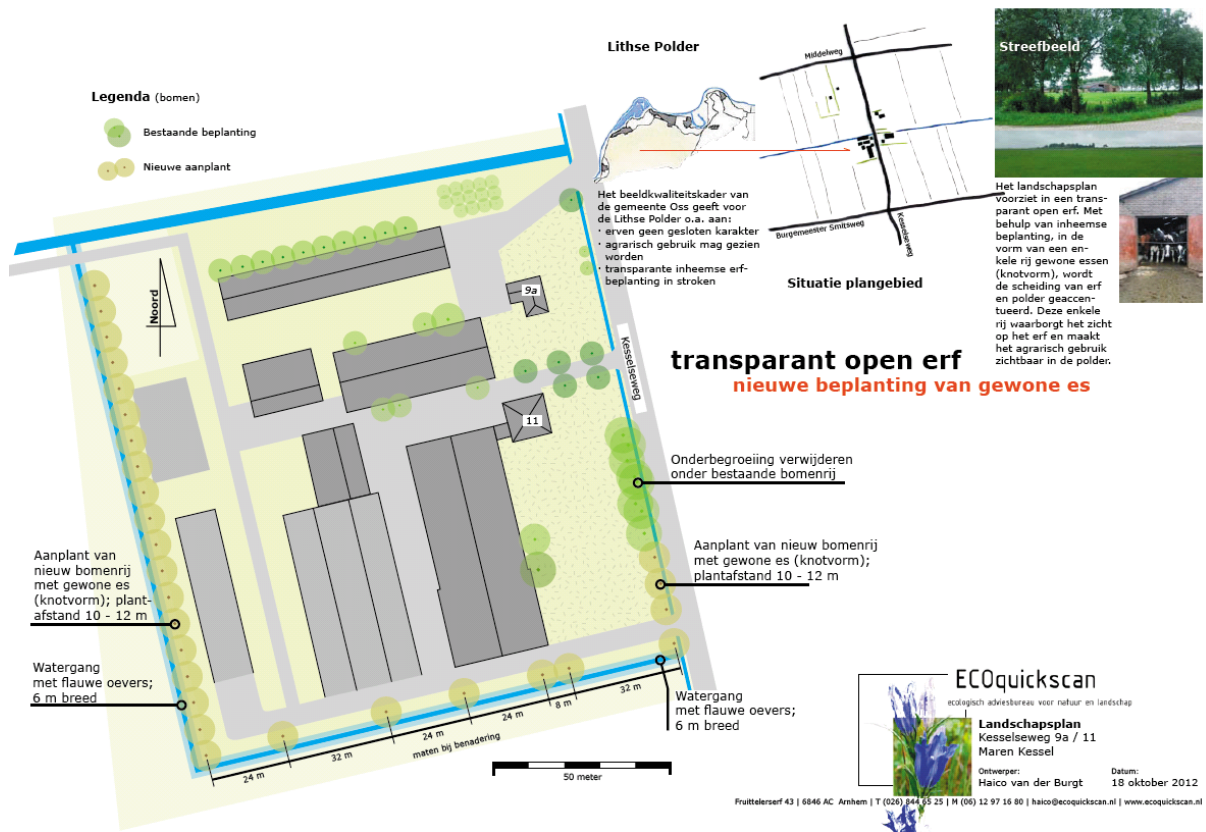 Lithse Polder
Middelweg
Streefbeeld
Legenda (bomen)
Bestaande beplanting
Nieuwe aanplant
Het beeldkwaliteitskader van
de gemeente Oss geeft voor
de Lithse Polder o.a. aan:
· erven geen gesloten karakter
· agrarisch gebruik mag gezien
worden
· transparante inheemse erf-
beplanting in stroken
Burgemeester Smitsweg
Kesselseweg
Situatie plangebied
Het landschapsplan
voorziet in een trans-
parant open erf. Met
behulp van inheemse
beplanting, in de
vorm van een en-
kele rij gewone essen
(knotvorm), wordt
de scheiding van erf
en polder geaccen-
tueerd. Deze enkele
rij waarborgt het zicht
op het erf en maakt
het agrarisch gebruik
zichtbaar in de polder.
Noord
9a
Kesselseweg
11
transparant open erf
nieuwe beplanting van gewone es
Onderbegroeiing verwijderen
onder bestaande bomenrij
Aanplant van nieuw bomenrij
met gewone es (knotvorm);
plantafstand 10 - 12 m
Aanplant van
nieuw bomenrij
met gewone es
(knotvorm); plant-
afstand 10 - 12 m
Watergang
met flauwe oevers;
6 m breed
Watergang
met flauwe oevers;
6 m breed
24 m
32 m
24 m
24 m
8 m
32 m
maten bij benadering
50 meter
ECOquickscan
ecologisch adviesbureau voor natuur en landschap
Landschapsplan
Kesselseweg 9a / 11
Maren Kessel
Ontwerper:
Haico van der Burgt
Datum:
18 oktober 2012
Fruittelerserf 43 | 6846 AC Arnhem | T (026) 844 65 25 | M (06) 12 97 16 80 | haico@ecoquickscan.nl | www.ecoquickscan.nl